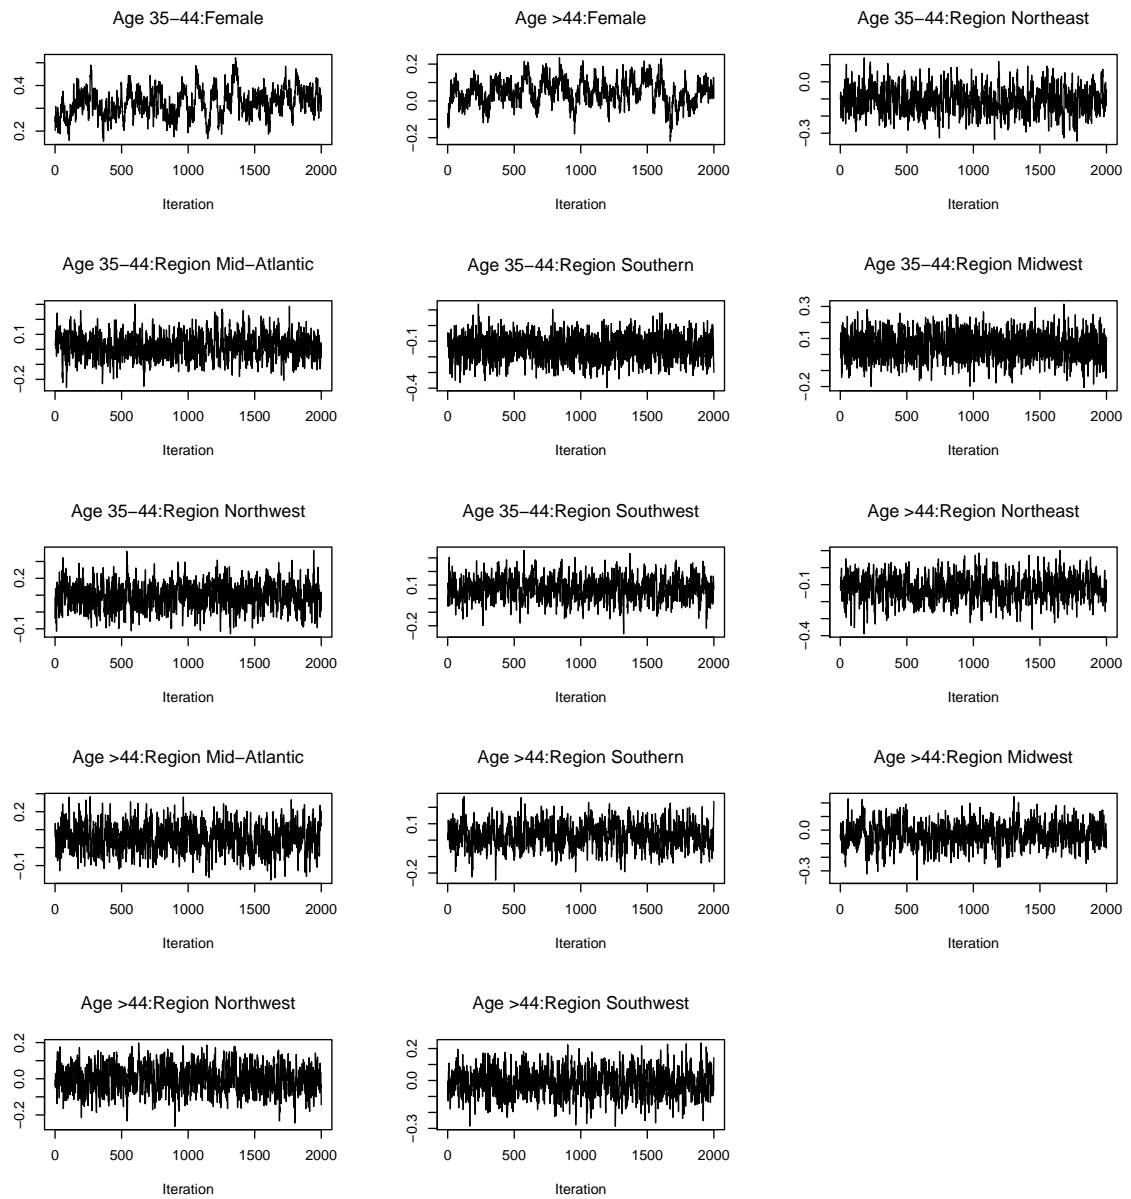 Age 35−44:Female Age >44:Female Age 35−44:Region Northeast
0.2 0.4 −0.2 0.0 0.2 −0.3 0.0
0 500 1000 1500 2000 0 500 1000 1500 2000 0 500 1000 1500 2000
Iteration Iteration Iteration
Age 35−44:Region Mid−Atlantic Age 35−44:Region Southern Age 35−44:Region Midwest
−0.2 0.1 −0.4 −0.1 −0.2 0.1 0.3
0 500 1000 1500 2000 0 500 1000 1500 2000 0 500 1000 1500 2000
Iteration Iteration Iteration
Age 35−44:Region Northwest Age 35−44:Region Southwest Age >44:Region Northeast
−0.1 0.2 −0.2 0.1 −0.4 −0.1
0 500 1000 1500 2000 0 500 1000 1500 2000 0 500 1000 1500 2000
Iteration Iteration Iteration
Age >44:Region Mid−Atlantic Age >44:Region Southern Age >44:Region Midwest
−0.1 0.2 −0.2 0.1 −0.3 0.0
0 500 1000 1500 2000 0 500 1000 1500 2000 0 500 1000 1500 2000
Iteration Iteration Iteration
Age >44:Region Northwest Age >44:Region Southwest
−0.2 0.0 0.2 −0.3 0.0 0.2
0 500 1000 1500 2000 0 500 1000 1500 2000
Iteration Iteration